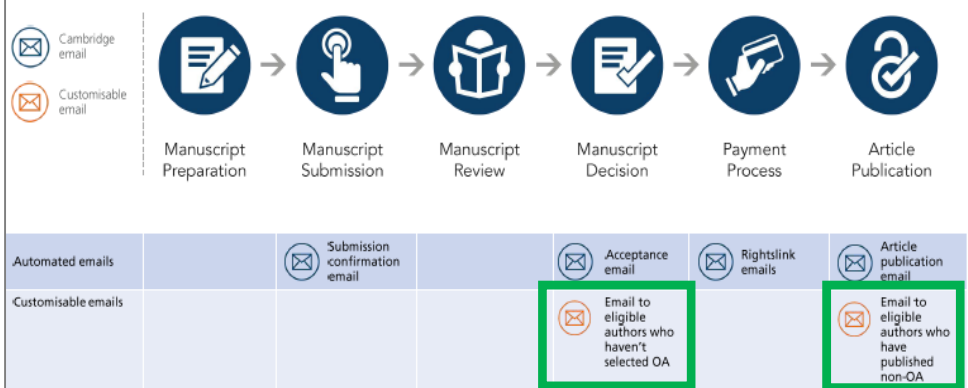 Cambridge
email
Customisable
email
Manuscript
Preparation
Manuscript
Submission
Manuscript
Review
Manuscript
Decision
Payment
Process
Article
Publication
Automated emails
Submission
confirmation
email
Acceptance
email
Rightslink
emails
Article
publication
email
Customisable emails
Email to
eligible
authors who
haven't
selected OA
Email to
eligible
authors who
have
published
non-OA